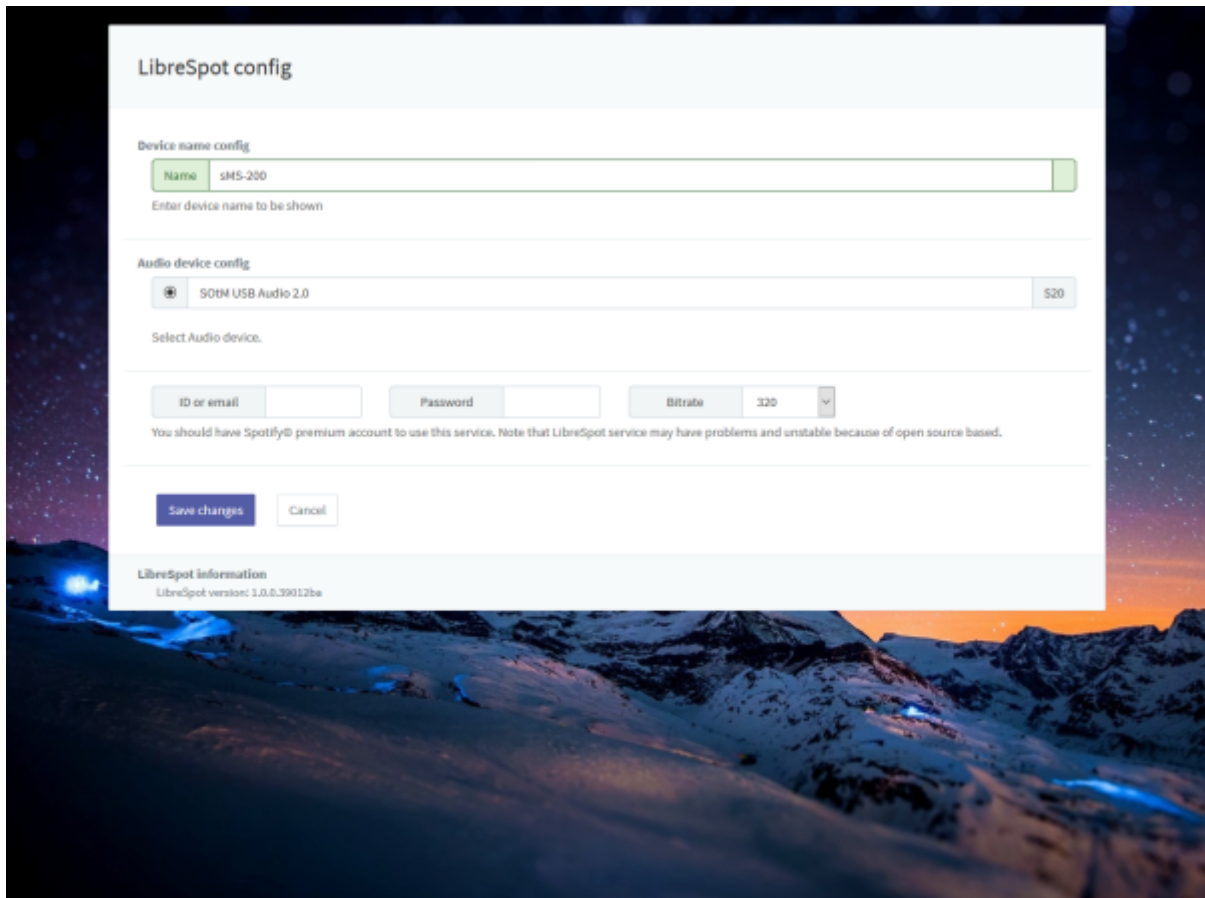 LibreSpot config
Device name config
Name sMS-200
Enter device name to be shown
Audio device config
SOtM USB Audio 2.0 S20
Select Audio device.
ID or email Password Bitrate 320
You should have Spotify® premium account to use this service. Note that LibreSpot service may have problems and unstable because of open source based.
Save changes Cancel
LibreSpot information
LibreSpot version: 1.0.0.39012ba